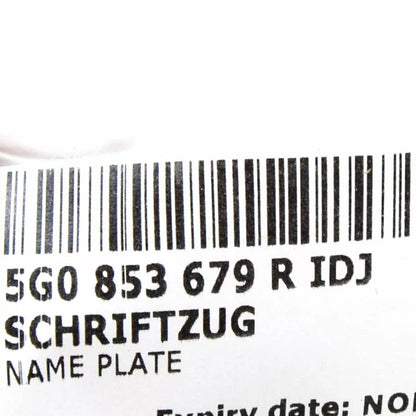 5G0 853 679 R IDJ
SCHRIFTZUG
NAME PLATE
Expiry date: